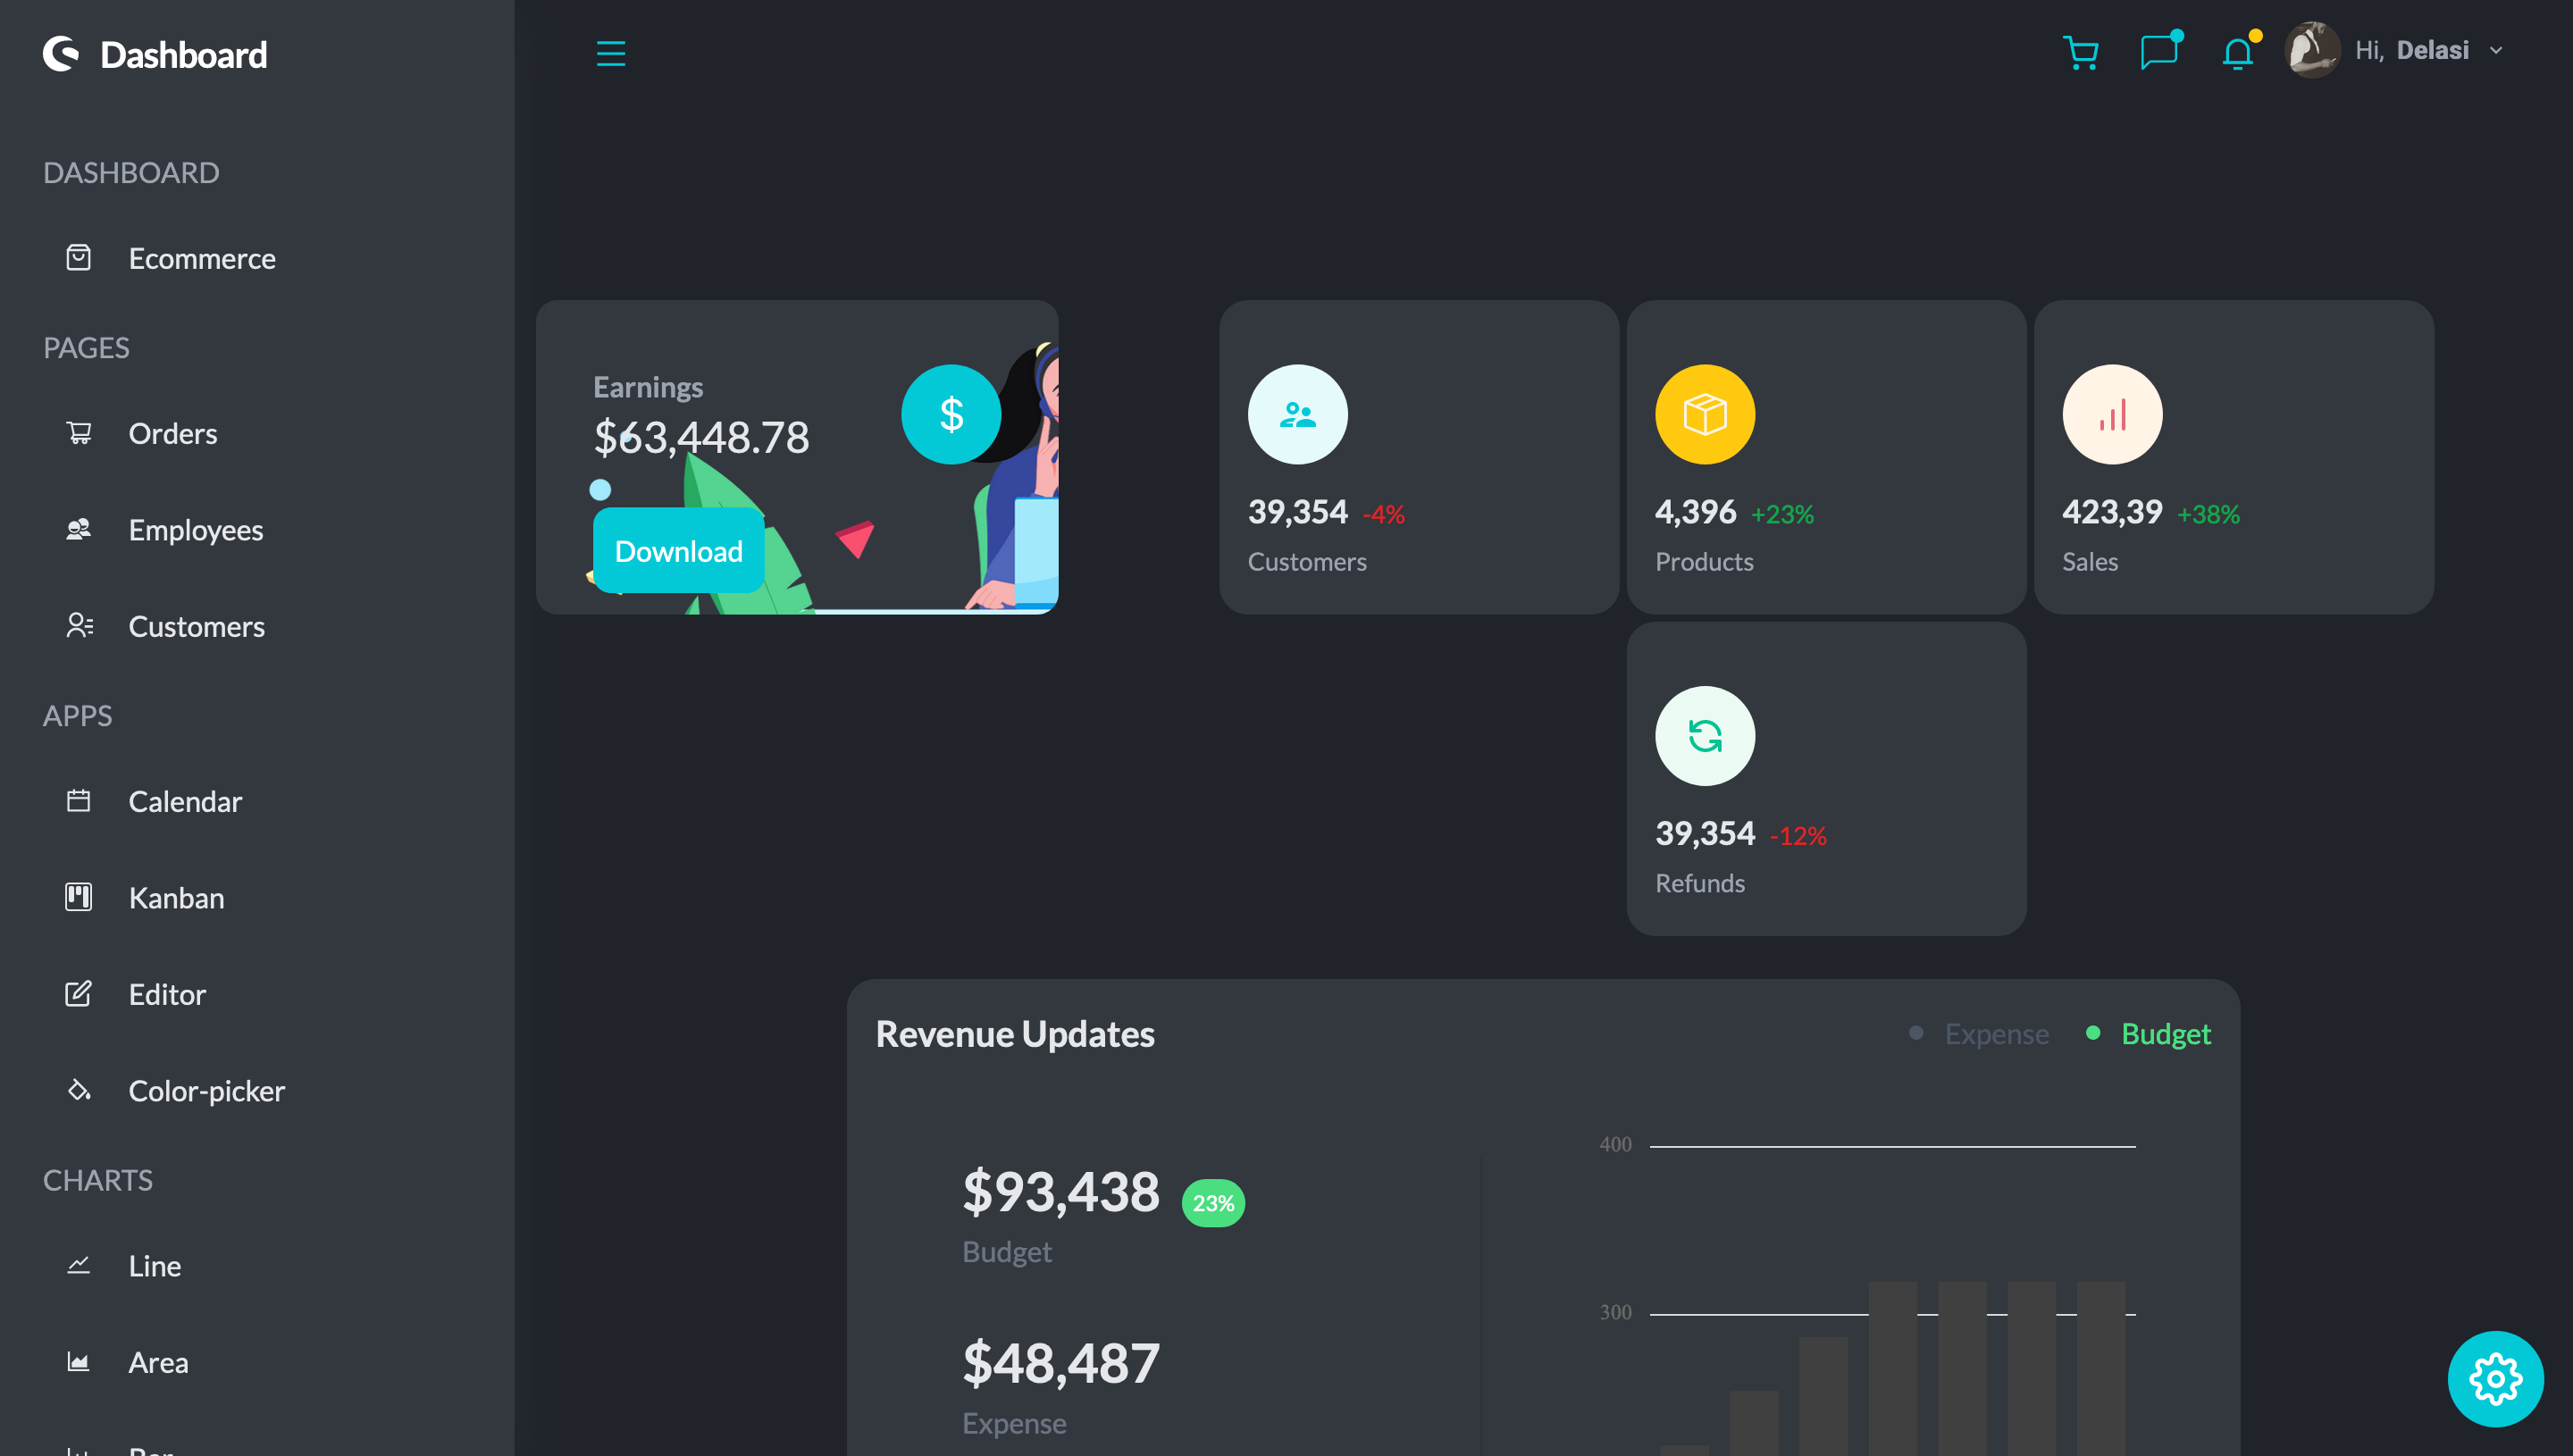 Dashboard
Hi, Delasi
DASHBOARD
Ecommerce
PAGES
Orders
Employees
Customers
APPS
Calendar
Kanban
Editor
Color-picker
CHARTS
Line
Area
Earnings
$63,448.78
$
Download
39,354 -4%
Customers
4,396 +23%
Products
423,39 +38%
Sales
39,354 -12%
Refunds
Revenue Updates
Expense
Budget
$93,438 23%
Budget
$48,487
Expense
400
300